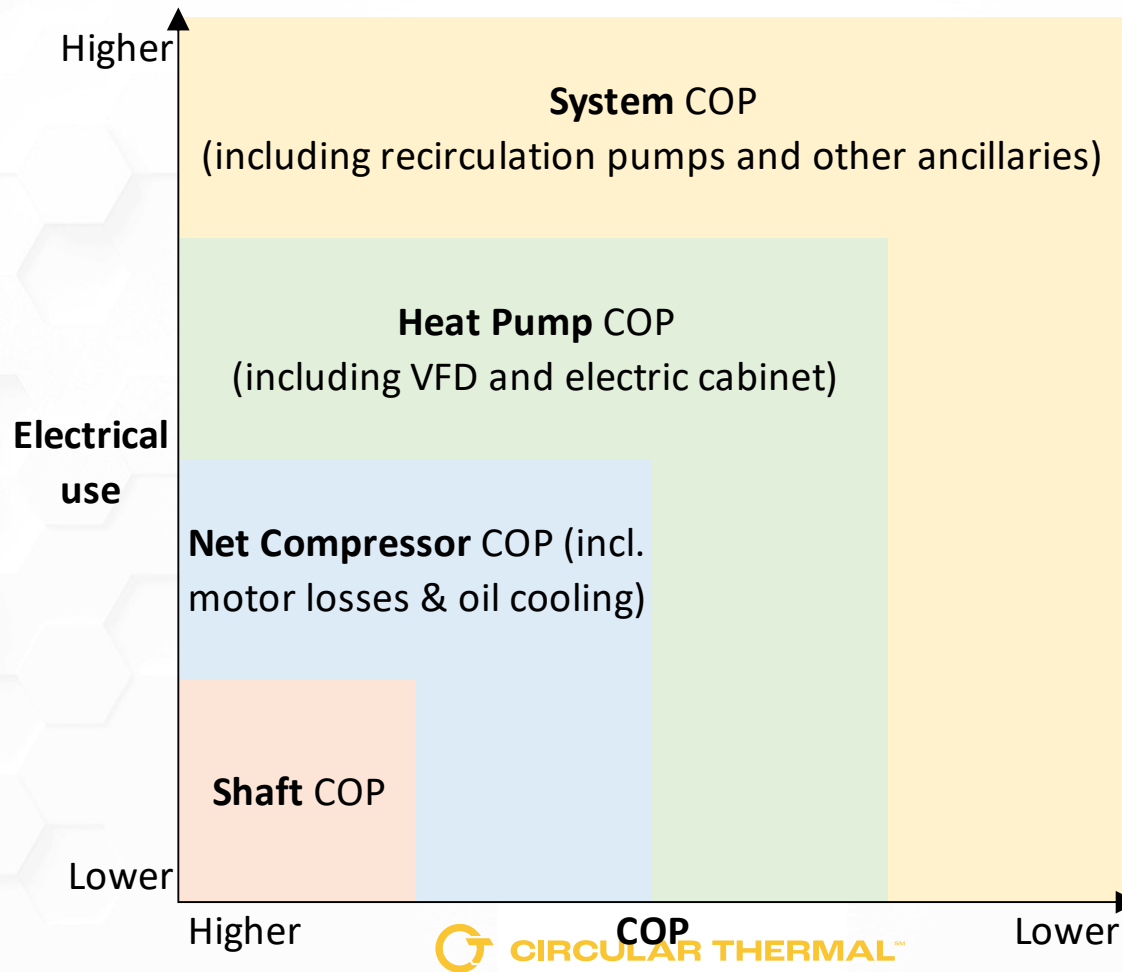 Higher
System COP
(including recirculation pumps and other ancillaries)
Heat Pump COP
(including VFD and electric cabinet)
Electrical
use
Net Compressor COP (incl.
motor losses & oil cooling)
Shaft COP
Lower
Higher
COP
Lower
CIRCULAR THERMAL℠